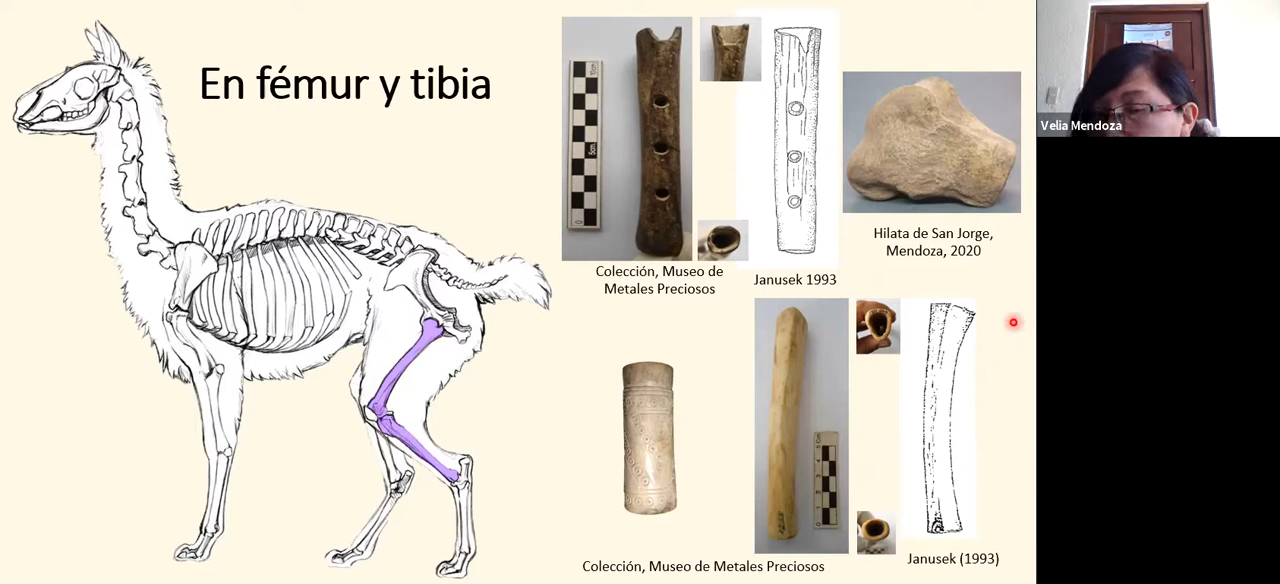 En fémur y tibia
Colección, Museo de
Metales Preciosos
Janusek 1993
Hilata de San Jorge,
Mendoza, 2020
Colección, Museo de Metales Preciosos
Janusek (1993)
Velia Mendoza